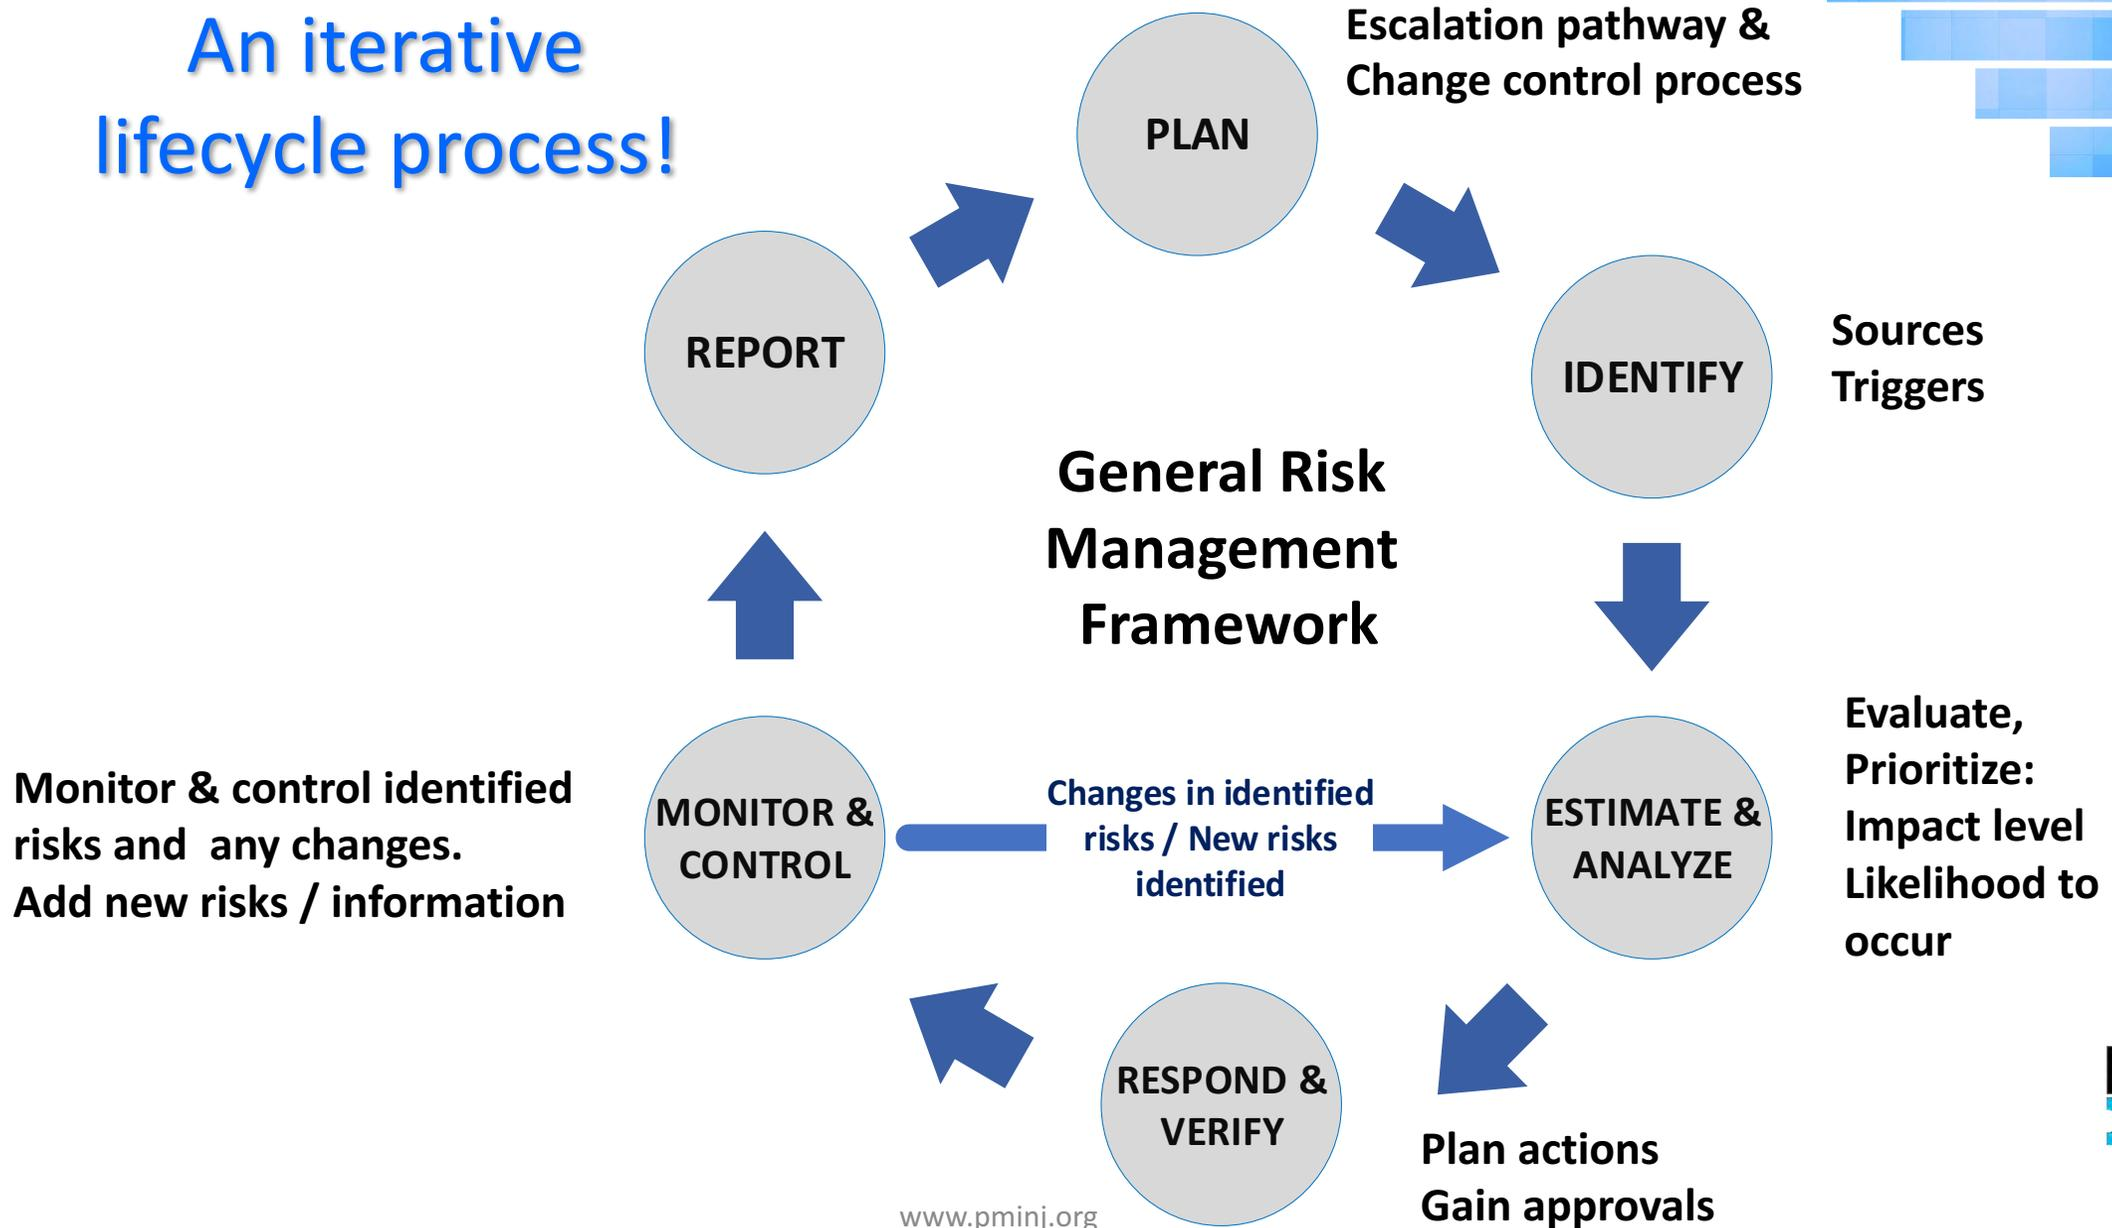 An iterative
lifecycle process!
PLAN
Escalation pathway &
Change control process
IDENTIFY
Sources
Triggers
REPORT
General Risk
Management
Framework
ESTIMATE &
ANALYZE
Evaluate,
Prioritize:
Impact level
Likelihood to
occur
Changes in identified
risks / New risks
identified
MONITOR &
CONTROL
Monitor & control identified
risks and  any changes.
Add new risks / information
RESPOND &
VERIFY
Plan actions
Gain approvals
www.pminj.org